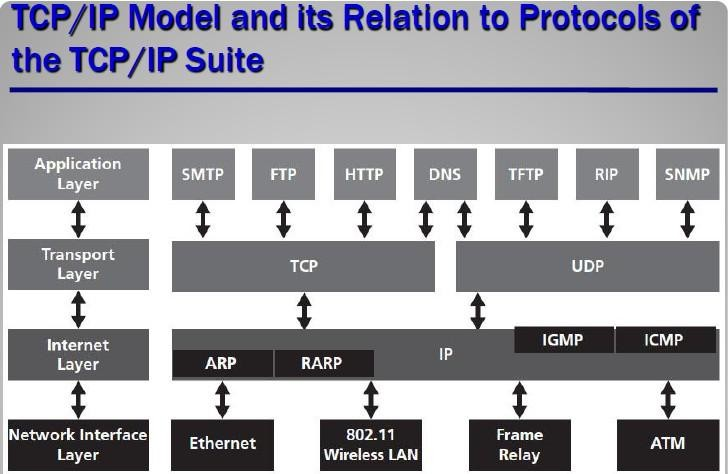 TCP/IP Model and its Relation to Protocols of
the TCP/IP Suite
Application
Layer
SMTP
FTP
HTTP
DNS
TFTP
RIP
SNMP
Transport
Layer
TCP
UDP
Internet
Layer
ARP
RARP
IP
IGMP
ICMP
Network Interface
Layer
Ethernet
802.11
Wireless LAN
Frame
Relay
ATM